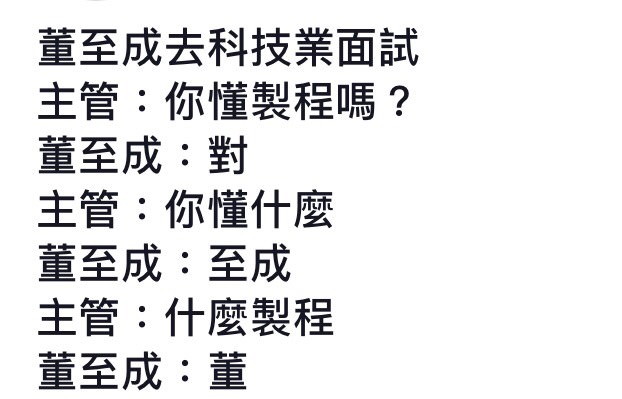 董至成去科技業面試
主管：你懂製程嗎？
董至成：對
主管：你懂什麼
董至成：至成
主管：什麼製程
董至成：董